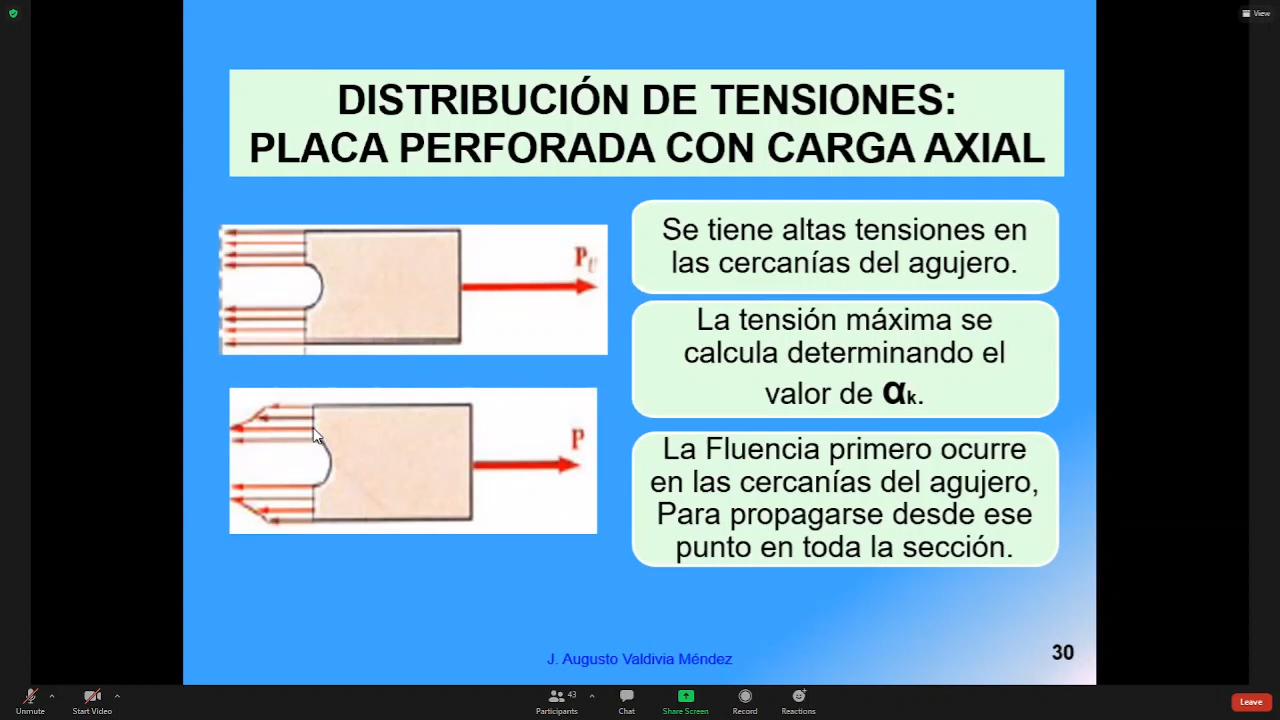 View
DISTRIBUCIÓN DE TENSIONES:
PLACA PERFORADA CON CARGA AXIAL
P_U
P
Se tiene altas tensiones en
las cercanías del agujero.
La tensión máxima se
calcula determinando el
valor de αk.
La Fluencia primero ocurre
en las cercanías del agujero,
Para propagarse desde ese
punto en toda la sección.
J. Augusto Valdivia Méndez
30
Unmute
Start Video
43
Participants
Chat
Share Screen
Record
Reactions
Leave